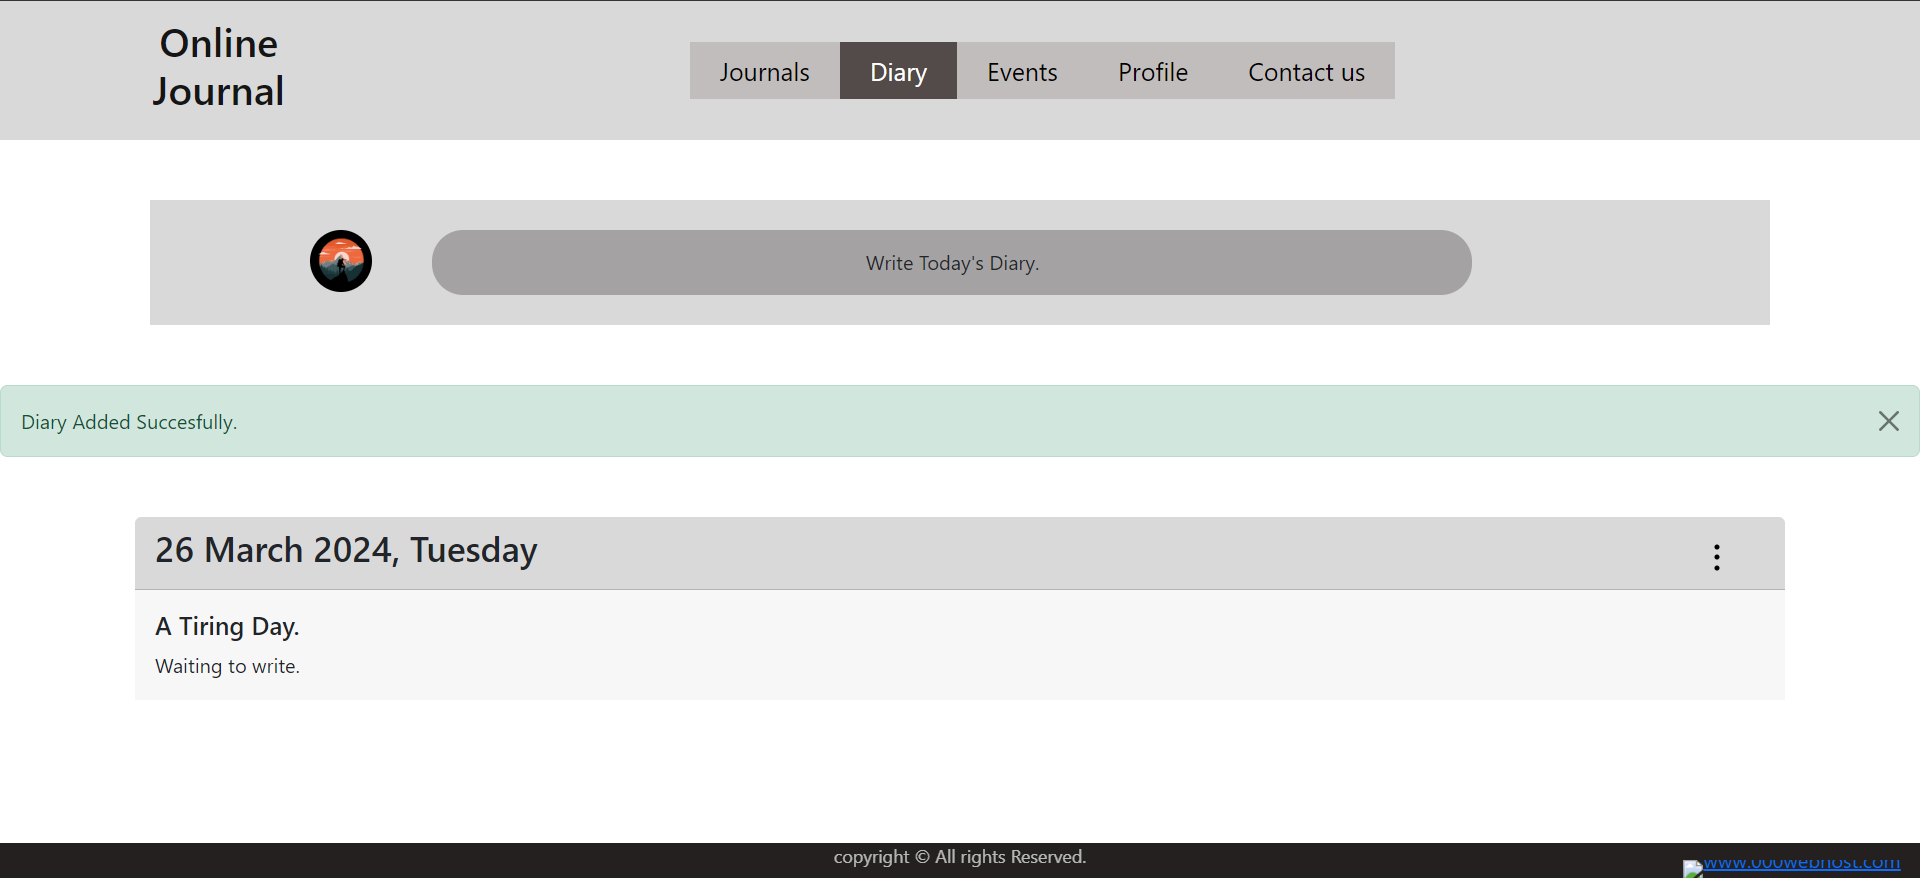 Online
Journal
Journals
Diary
Events
Profile
Contact us
Write Today's Diary.
Diary Added Succesfully.
26 March 2024, Tuesday
A Tiring Day.
Waiting to write.
copyright © All rights Reserved.
www.000webhost.com